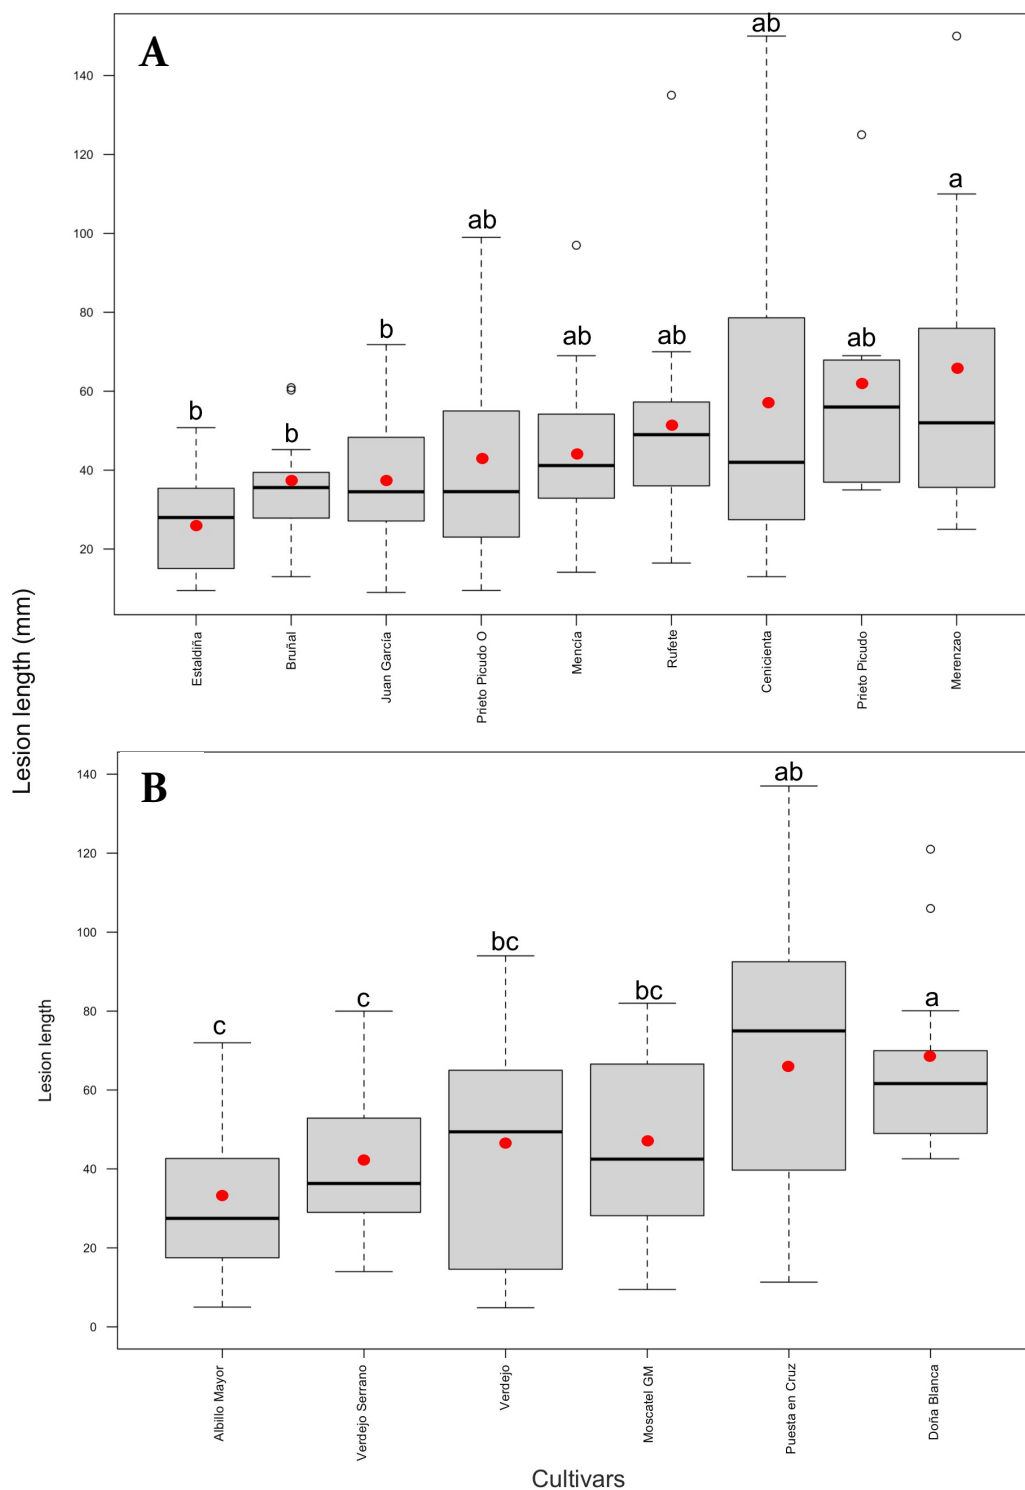 A
140
120
100
80
60
40
20
b
b
b
ab
ab
ab
ab
ab
a
Estaldiña
Bruñal
Juan García
Prieto Picudo O
Mencía
Rufete
Cenicienta
Prieto Picudo
Merenzao
Lesion length (mm)
B
140
120
100
80
60
40
20
0
Lesion length
c
c
bc
bc
ab
a
Albillo Mayor
Verdejo Serrano
Verdejo
Moscatel GM
Puesta en Cruz
Doña Blanca
Cultivars